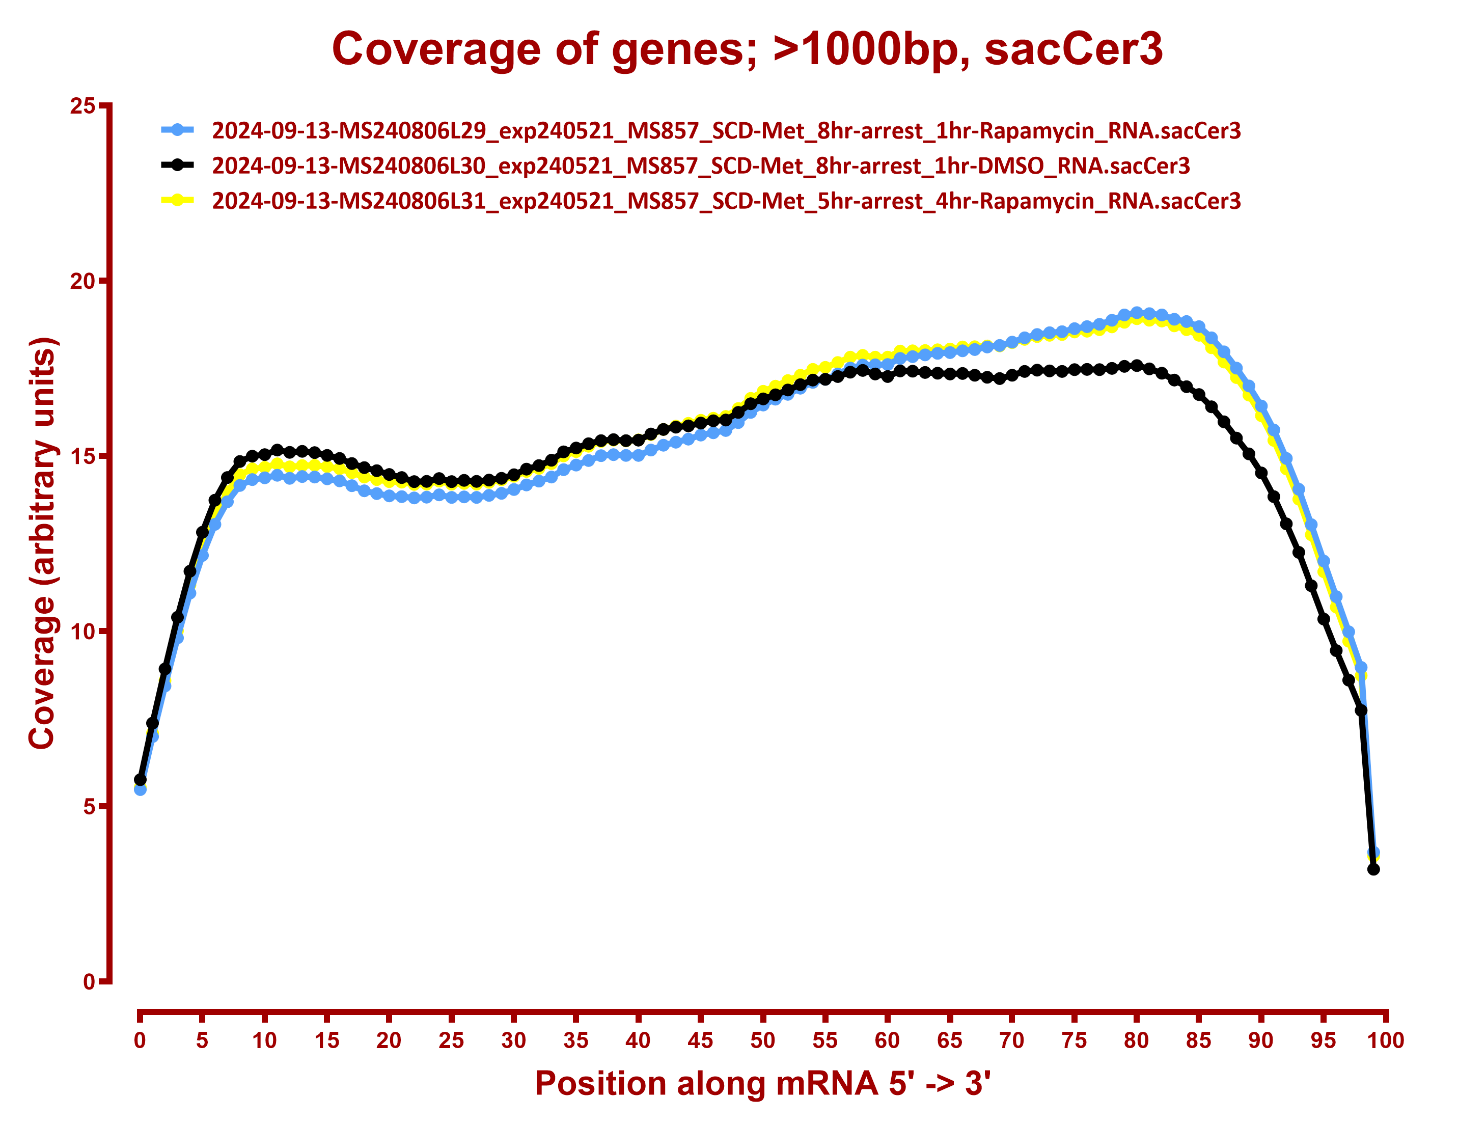 Coverage of genes; >1000bp, sacCer3
25
2024-09-13-MS240806L29_exp240521_MS857_SCD-Met_8hr-arrest_1hr-Rapamycin_RNA.sacCer3
2024-09-13-MS240806L30_exp240521_MS857_SCD-Met_8hr-arrest_1hr-DMSO_RNA.sacCer3
2024-09-13-MS240806L31_exp240521_MS857_SCD-Met_5hr-arrest_4hr-Rapamycin_RNA.sacCer3
20
15
10
5
0
Coverage (arbitrary units)
0 5 10 15 20 25 30 35 40 45 50 55 60 65 70 75 80 85 90 95 100
Position along mRNA 5' -> 3'